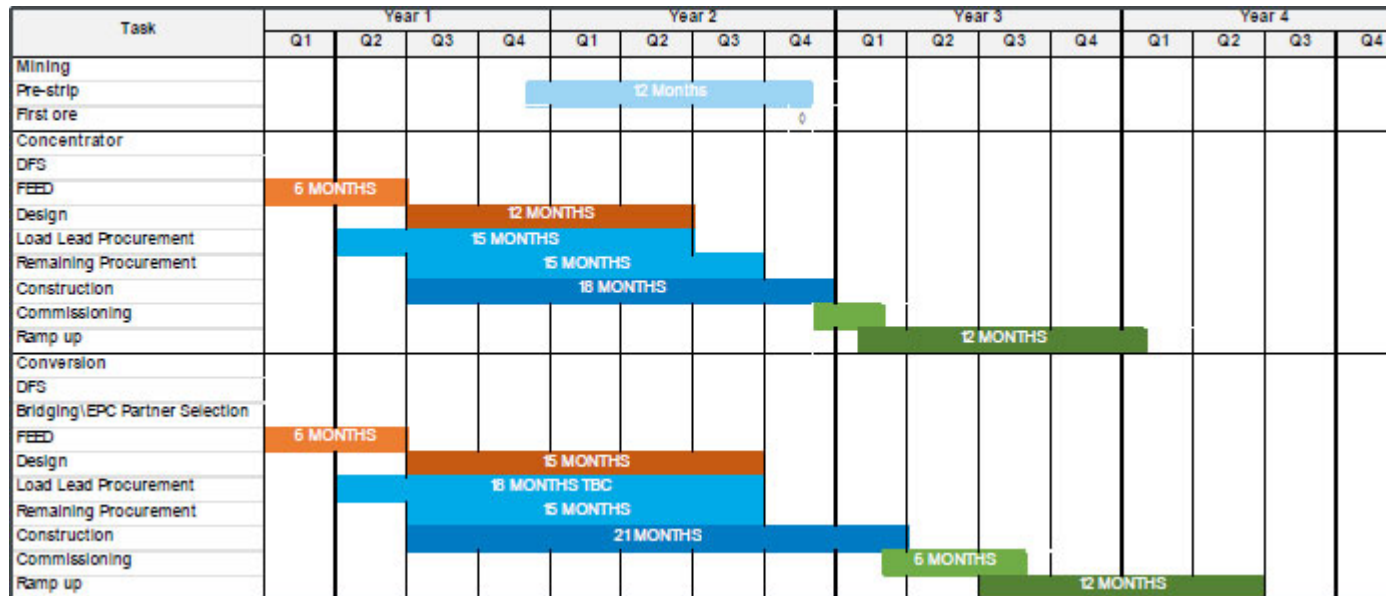 Task Year 1 Year 2 Year 3 Year 4
Q1 Q2 Q3 Q4 Q1 Q2 Q3 Q4 Q1 Q2 Q3 Q4 Q1 Q2 Q3 Q4
Mining
Pre-strip 12 Months
First ore
Concentrator
DFS
FEED 6 MONTHS
Design 12 MONTHS
Load Lead Procurement 15 MONTHS
Remaining Procurement 15 MONTHS
Construction 18 MONTHS
Commissioning
Ramp up 12 MONTHS
Conversion
DFS
Bridging\EPC Partner Selection
FEED 6 MONTHS
Design 15 MONTHS
Load Lead Procurement 18 MONTHS TBC
Remaining Procurement 15 MONTHS
Construction 21 MONTHS
Commissioning 6 MONTHS
Ramp up 12 MONTHS